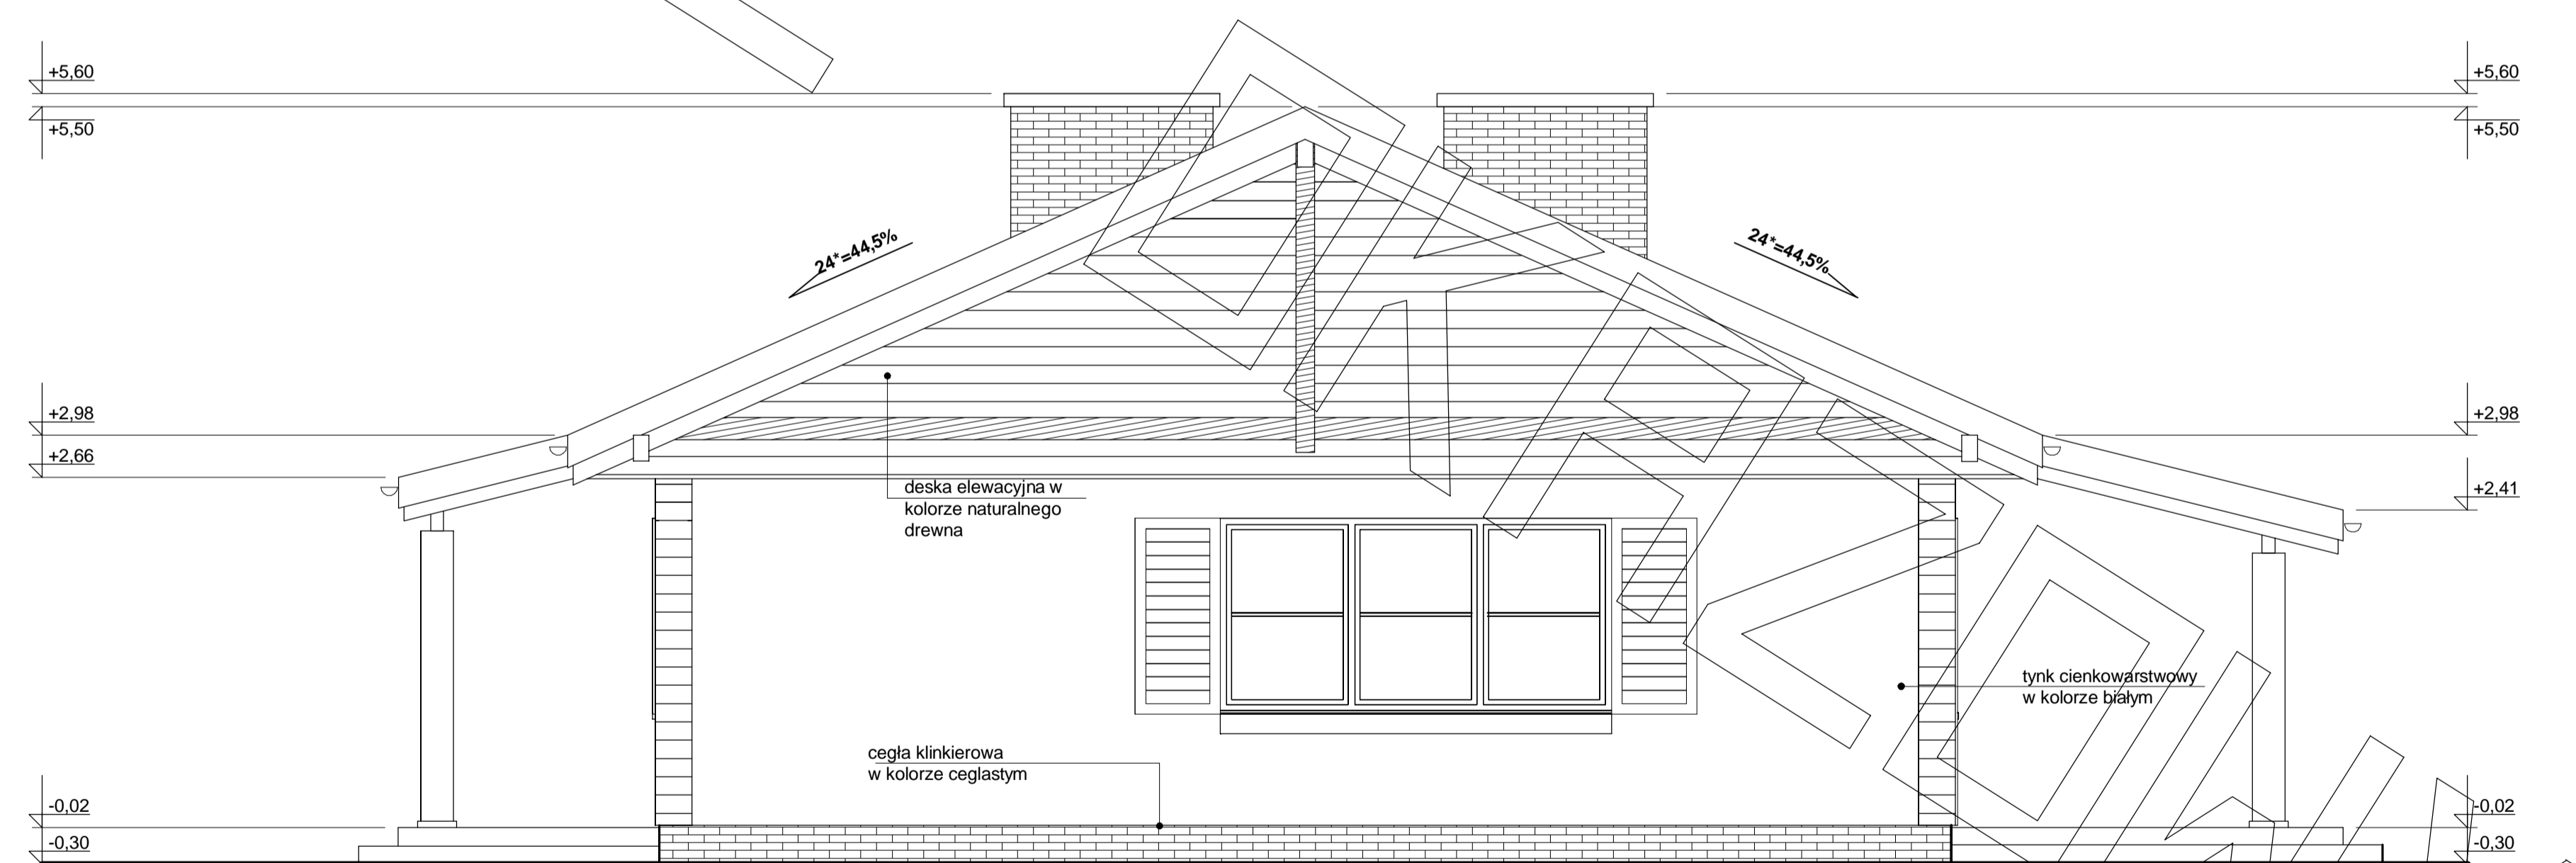 +5,60
+5,60
+5,50
+5,50
24*=44,5%
24*=44,5%
+2,98
+2,98
+2,66
+2,41
deska elewacyjna w
kolorze naturalnego
drewna
tynk cienkowarstwowy
w kolorze białym
cegła klinkierowa
w kolorze ceglastym
-0,02
-0,02
-0,30
-0,30